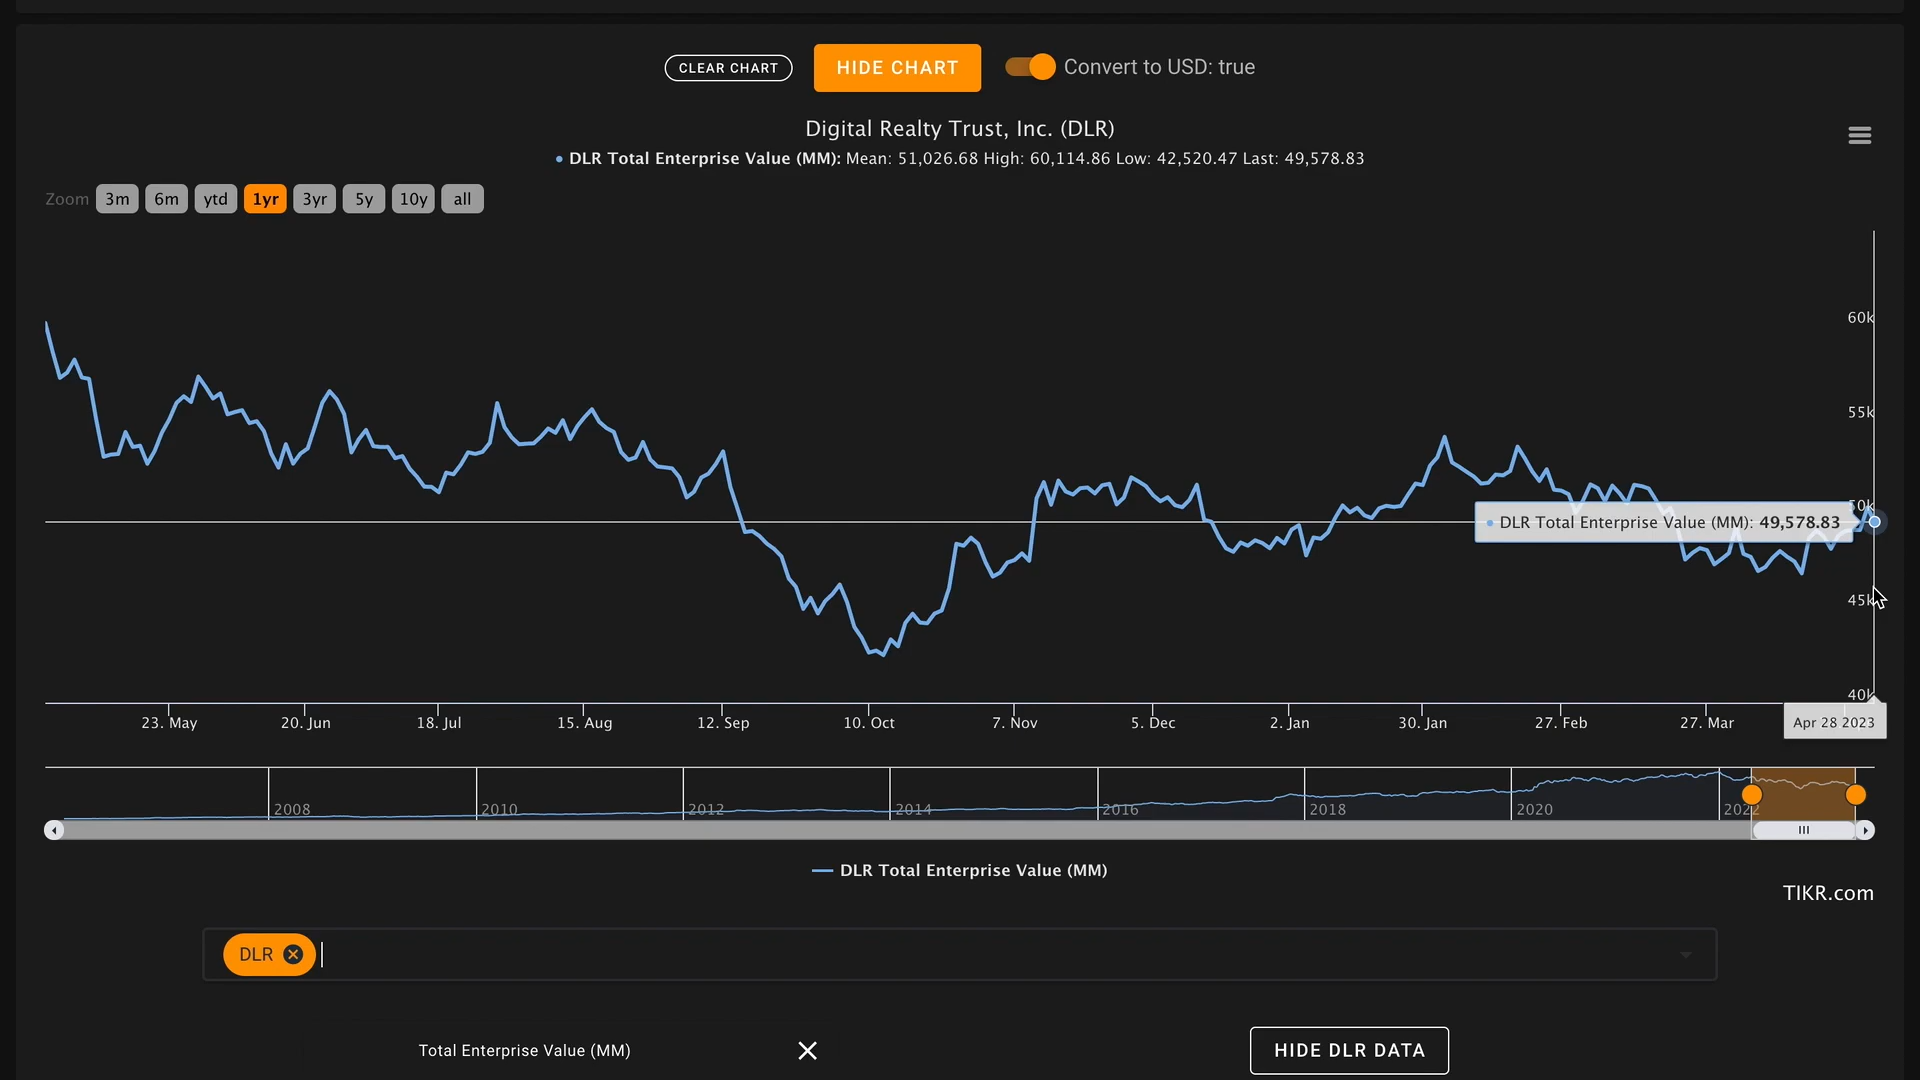 CLEAR CHART
HIDE CHART
Convert to USD: true
Digital Realty Trust, Inc. (DLR)
DLR Total Enterprise Value (MM): Mean: 51,026.68 High: 60,114.86 Low: 42,520.47 Last: 49,578.83
Zoom 3m 6m ytd 1yr 3yr 5y 10y all
60k
55k
50k
DLR Total Enterprise Value (MM): 49,578.83
45k
40k
23. May 20. Jun 18. Jul 15. Aug 12. Sep 10. Oct 7. Nov 5. Dec 2. Jan 30. Jan 27. Feb 27. Mar Apr 28 2023
2008 2010 2012 2014 2016 2018 2020 2022
DLR Total Enterprise Value (MM)
TIKR.com
DLR
Total Enterprise Value (MM)
HIDE DLR DATA